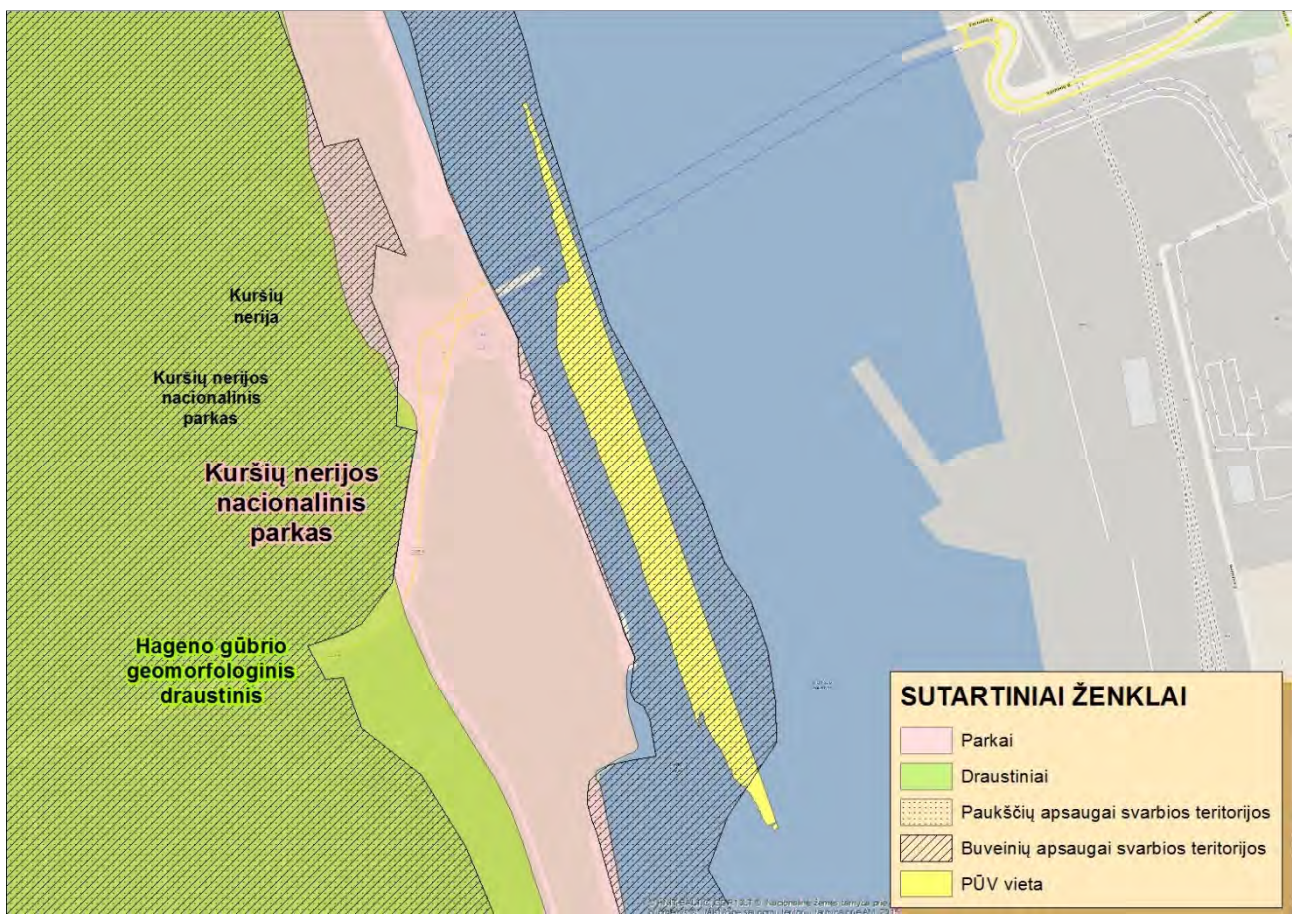 Kuršių
nerija
Kuršių nerijos
nacionalinis
parkas
Kuršių nerijos
nacionalinis
parkas
Hageno gūbrio
geomorfologinis
draustinis
SUTARTINIAI ŽENKLAI
Parkai
Draustiniai
Paukščių apsaugai svarbios teritorijos
Buveinių apsaugai svarbios teritorijos
PŪV vieta